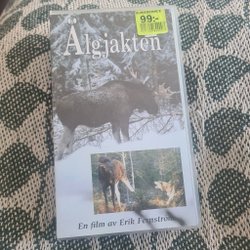 99:-
Älgjakten
En film av Erik Fernström